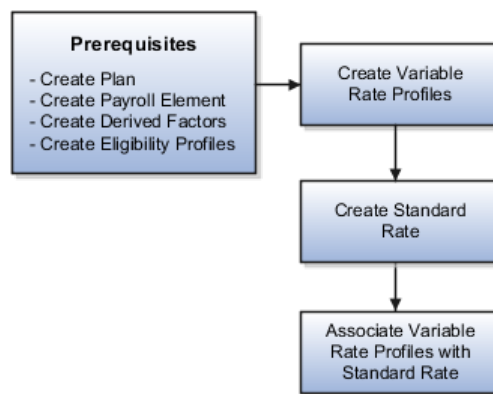 Prerequisites
- Create Plan
- Create Payroll Element
- Create Derived Factors
- Create Eligibility Profiles
Create Variable
Rate Profiles
Create Standard
Rate
Associate Variable
Rate Profiles with
Standard Rate